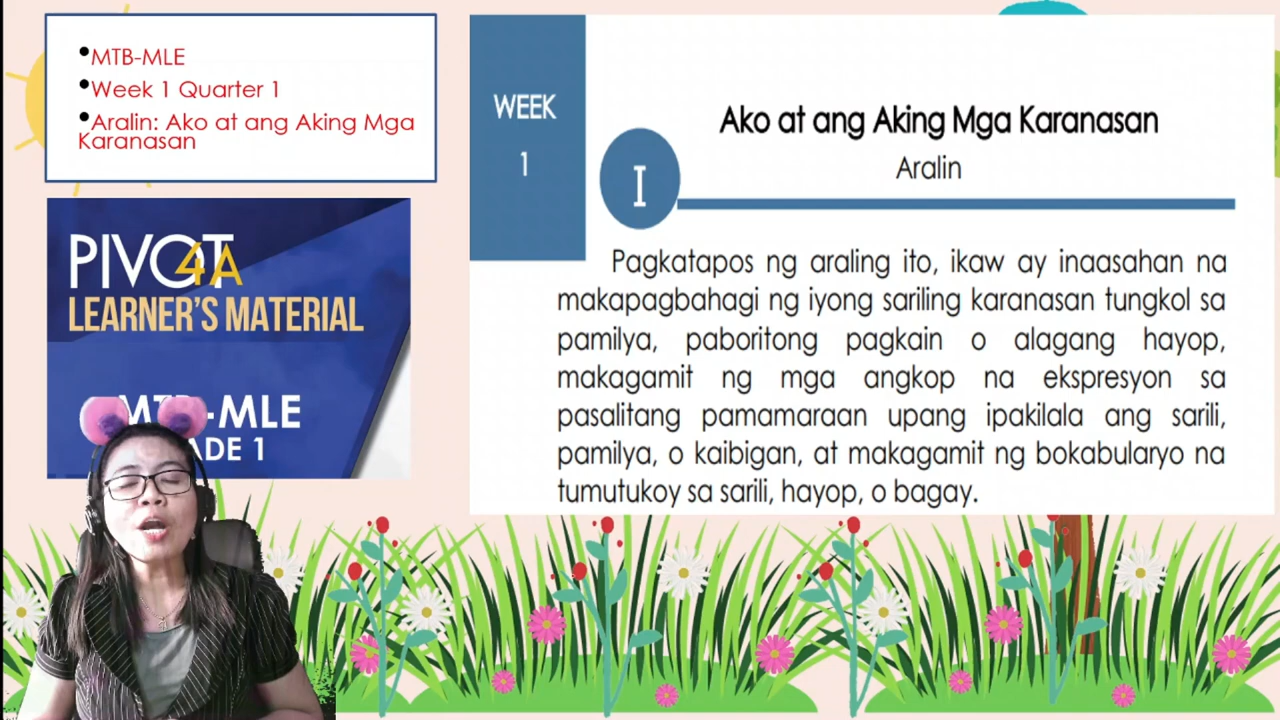 •MTB-MLE
•Week 1 Quarter 1
•Aralin: Ako at ang Aking Mga
Karanasan
PIVOT
4A
LEARNER'S MATERIAL
-MLE
1
WEEK
1
I
Ako at ang Aking Mga Karanasan
Aralin
Pagkatapos ng araling ito, ikaw ay inaasahan na
makapagbahagi ng iyong sariling karanasan tungkol sa
pamilya, paboritong pagkain o alagang hayop,
makagamit ng mga angkop na ekspresyon sa
pasalitang pamamaraan upang ipakilala ang sarili,
pamilya, o kaibigan, at makagamit ng bokabularyo na
tumutukoy sa sarili, hayop, o bagay.